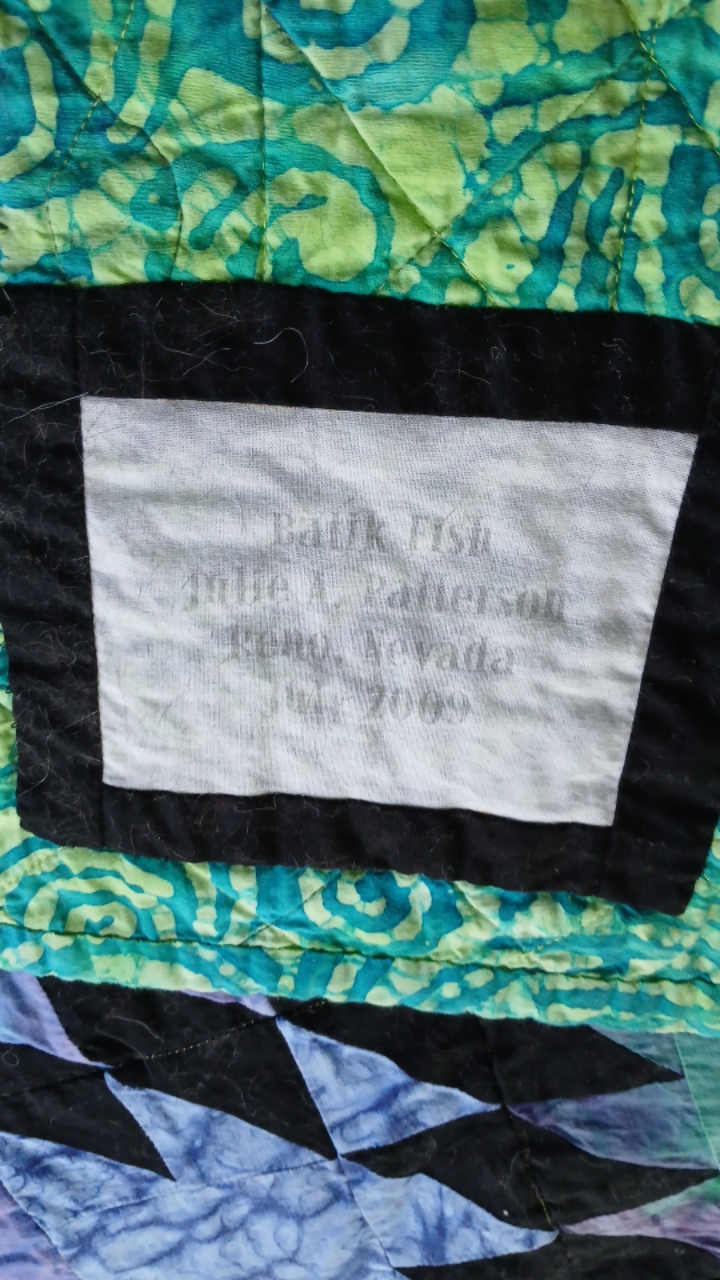 Batik Fish
Julie A. Patterson
Reno, Nevada
July 2009